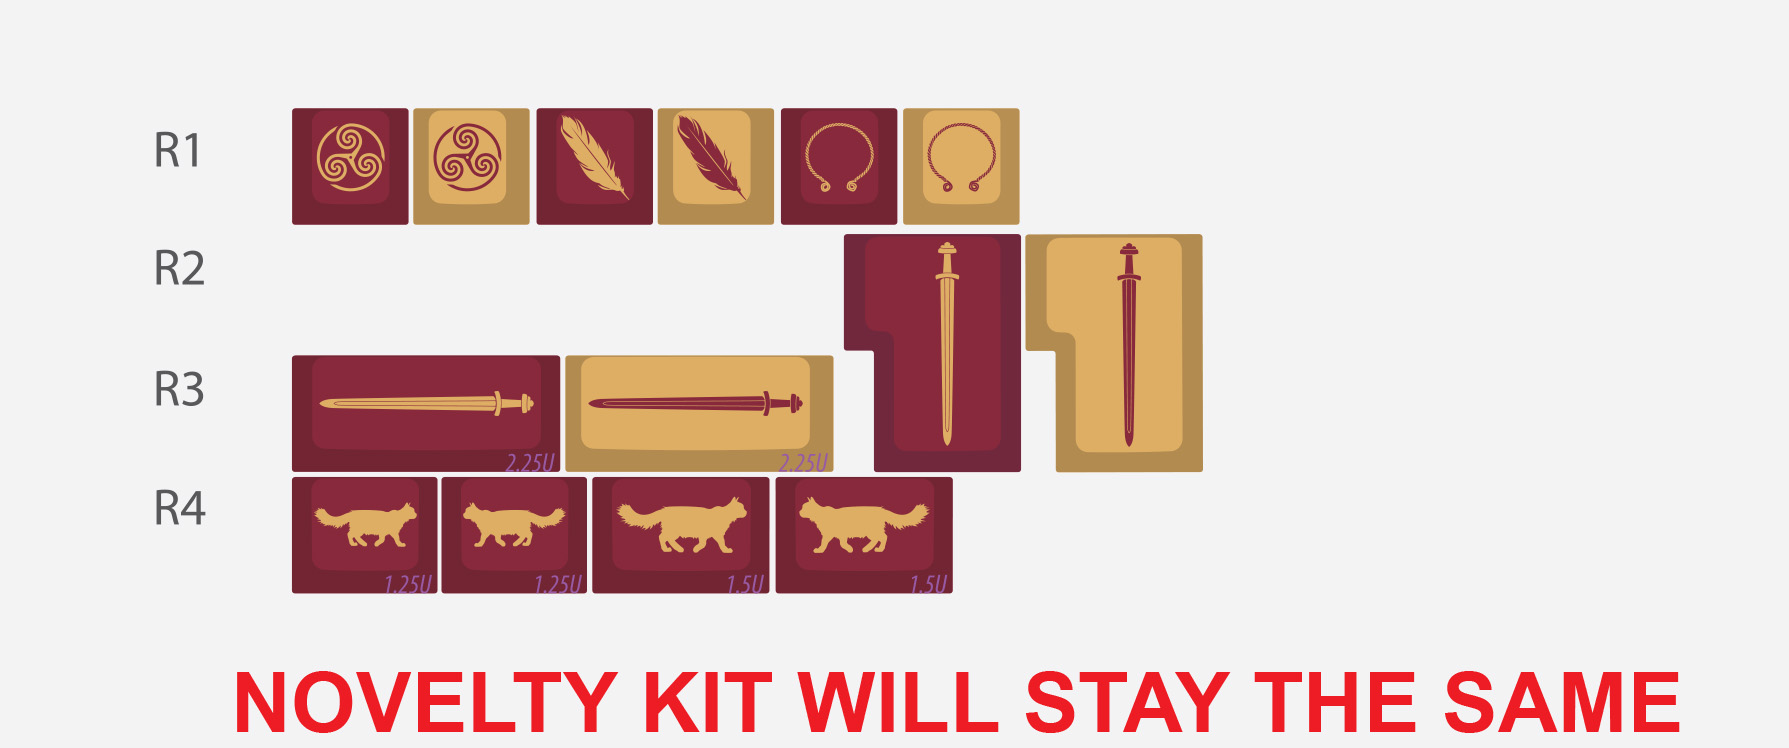 R1
R2
R3
2.25U 2.25U
R4
1.25U 1.25U 1.5U 1.5U
NOVELTY KIT WILL STAY THE SAME